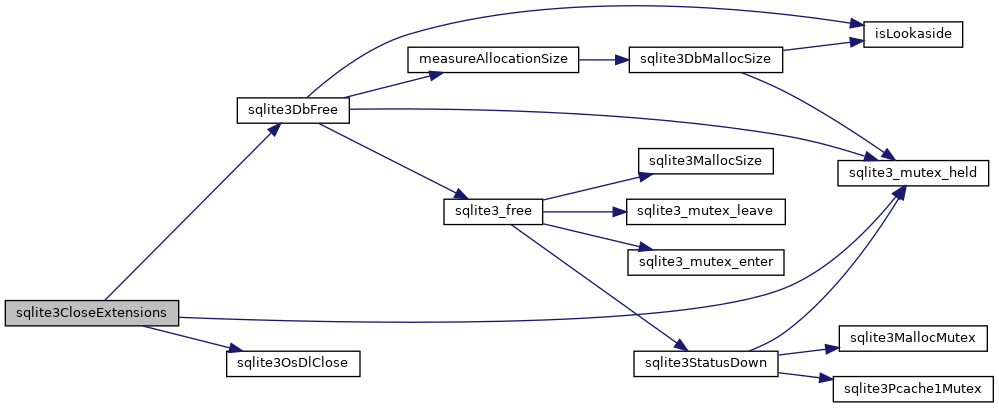 isLookaside
measureAllocationSize
sqlite3DbMallocSize
sqlite3DbFree
sqlite3MallocSize
sqlite3_mutex_held
sqlite3_free
sqlite3_mutex_leave
sqlite3_mutex_enter
sqlite3CloseExtensions
sqlite3MallocMutex
sqlite3OsDlClose
sqlite3StatusDown
sqlite3Pcache1Mutex